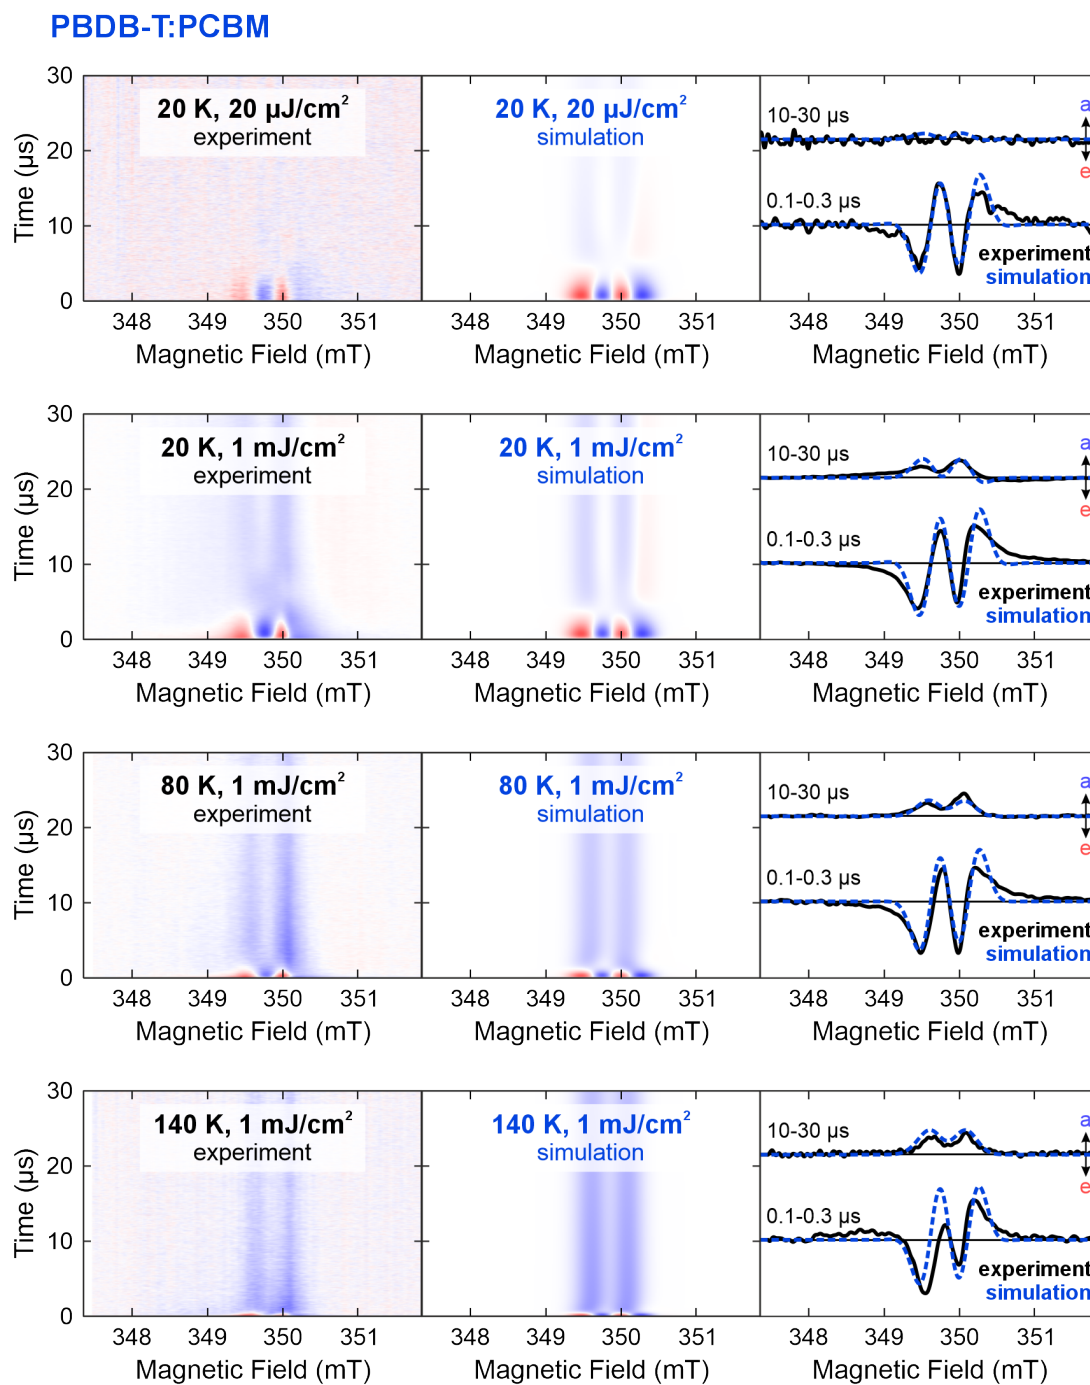 PBDB-T:PCBM
30
20
10
0
Time (µs)
20 K, 20 µJ/cm²
experiment
348 349 350 351
Magnetic Field (mT)
20 K, 20 µJ/cm²
simulation
348 349 350 351
Magnetic Field (mT)
10-30 µs
a
e
0.1-0.3 µs
experiment
simulation
348 349 350 351
Magnetic Field (mT)
30
20
10
0
Time (µs)
20 K, 1 mJ/cm²
experiment
348 349 350 351
Magnetic Field (mT)
20 K, 1 mJ/cm²
simulation
348 349 350 351
Magnetic Field (mT)
10-30 µs
a
e
0.1-0.3 µs
experiment
simulation
348 349 350 351
Magnetic Field (mT)
30
20
10
0
Time (µs)
80 K, 1 mJ/cm²
experiment
348 349 350 351
Magnetic Field (mT)
80 K, 1 mJ/cm²
simulation
348 349 350 351
Magnetic Field (mT)
10-30 µs
a
e
0.1-0.3 µs
experiment
simulation
348 349 350 351
Magnetic Field (mT)
30
20
10
0
Time (µs)
140 K, 1 mJ/cm²
experiment
348 349 350 351
Magnetic Field (mT)
140 K, 1 mJ/cm²
simulation
348 349 350 351
Magnetic Field (mT)
10-30 µs
a
e
0.1-0.3 µs
experiment
simulation
348 349 350 351
Magnetic Field (mT)